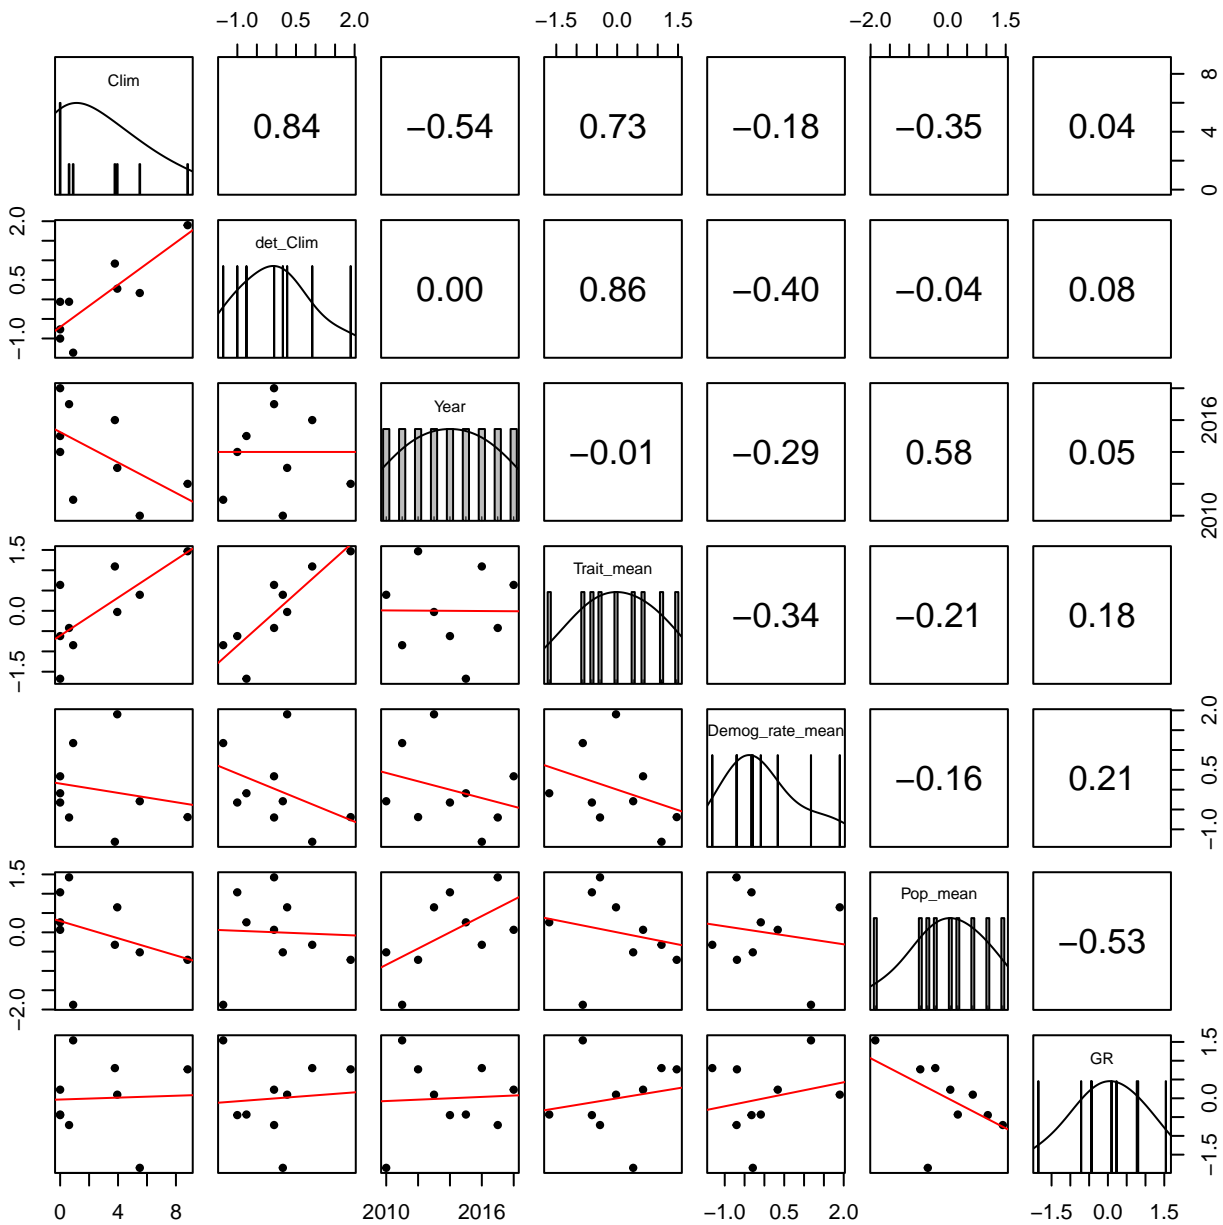 −1.0 0.5 2.0 −1.5 0.0 1.5 −2.0 0.0 1.5
Clim 0.84 −0.54 0.73 −0.18 −0.35 0.04 0 4 8
−1.0 0.5 2.0 det_Clim 0.00 0.86 −0.40 −0.04 0.08
Year −0.01 −0.29 0.58 0.05 2010 2016
−1.5 0.0 1.5 Trait_mean −0.34 −0.21 0.18
Demog_rate_mean −0.16 0.21 −1.0 0.5 2.0
−2.0 0.0 1.5 Pop_mean −0.53
GR −1.5 0.0 1.5
0 4 8 2010 2016 −1.0 0.5 2.0 −1.5 0.0 1.5